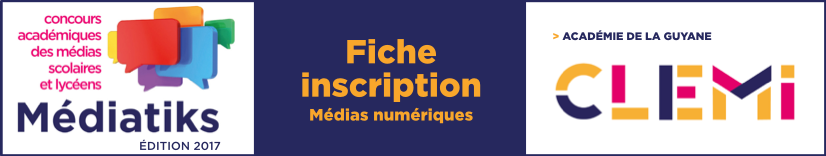 concours
académiques
des médias
scolaires
et lycéens
Médiatiks
ÉDITION 2017
Fiche
inscription
Médias numériques
> ACADÉMIE DE LA GUYANE
CLEMi